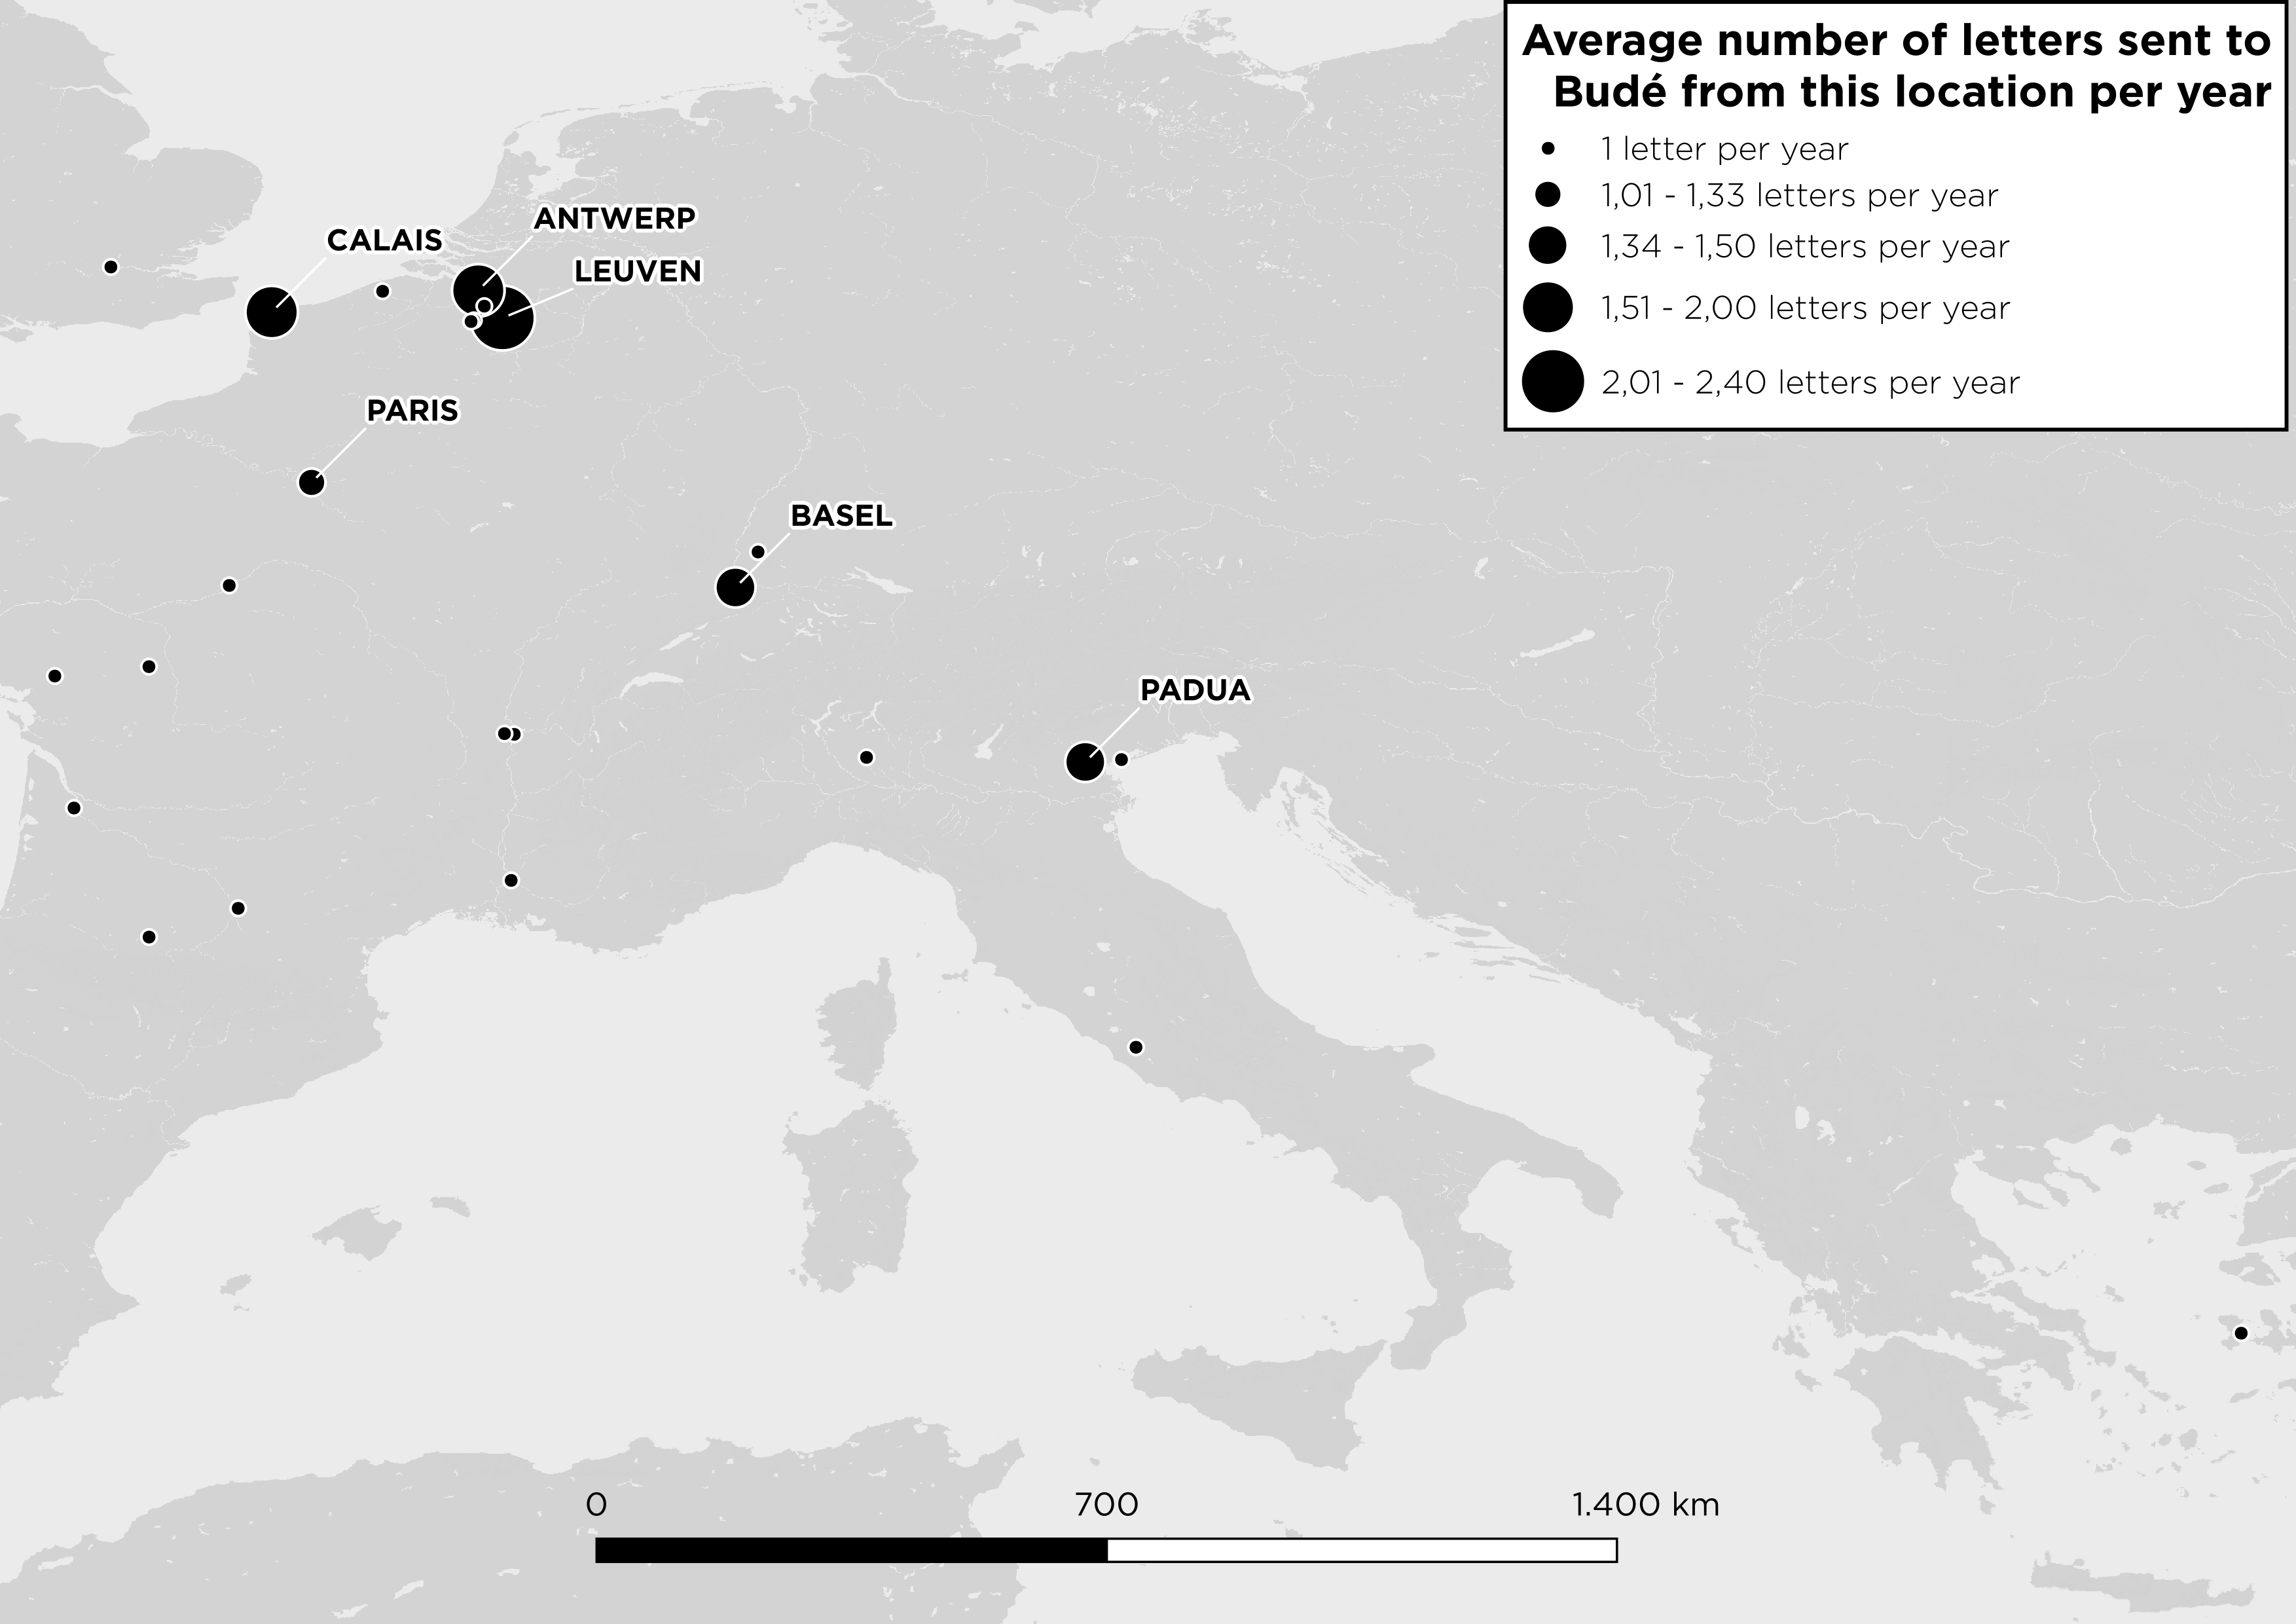 Average number of letters sent to
Budé from this location per year
1 letter per year
1,01 - 1,33 letters per year
1,34 - 1,50 letters per year
1,51 - 2,00 letters per year
2,01 - 2,40 letters per year
ANTWERP
CALAIS
LEUVEN
PARIS
BASEL
PADUA
0 700 1.400 km